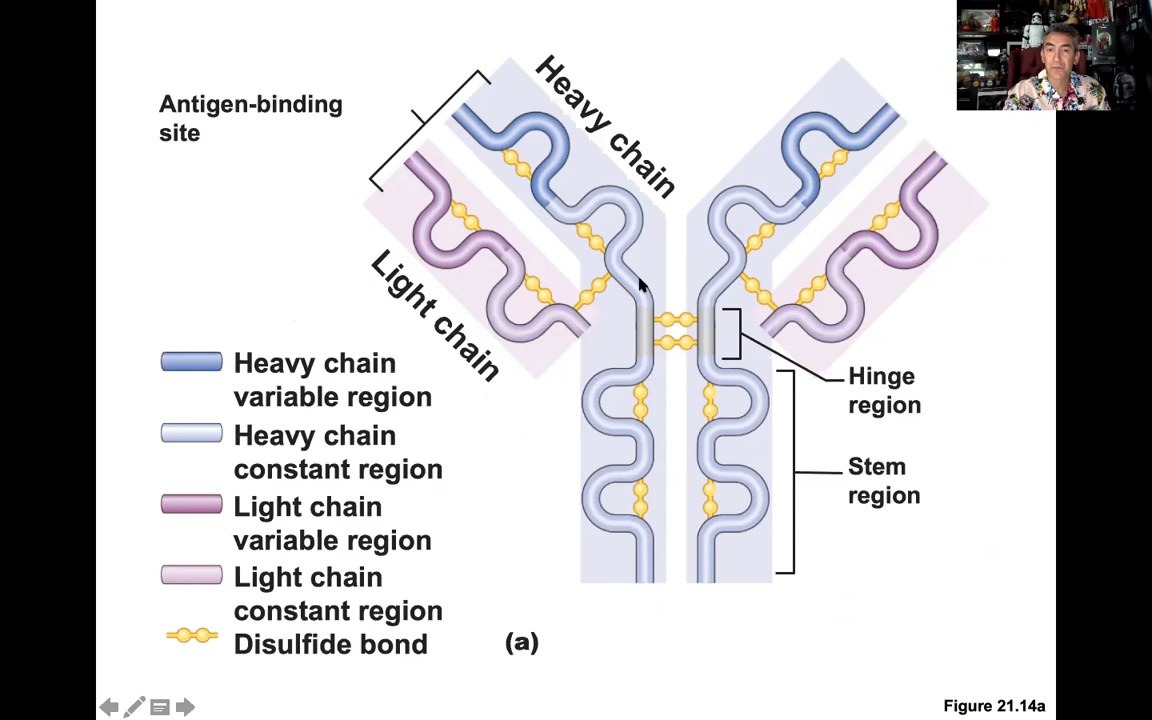 Antigen-binding
site
Heavy chain
Light chain
Heavy chain
variable region
Heavy chain
constant region
Light chain
variable region
Light chain
constant region
Disulfide bond
(a)
Hinge
region
Stem
region
Figure 21.14a